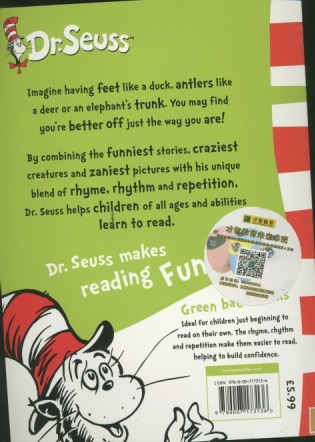 Dr. Seuss™
Imagine having feet like a duck, antlers like
a deer or an elephant's trunk. You may find
you're better off just the way you are!
By combining the funniest stories, craziest
creatures and zaniest pictures with his unique
blend of rhyme, rhythm and repetition,
Dr. Seuss helps children of all ages and abilities
learn to read.
Dr. Seuss makes
reading Fun
Green
Ideal for children just beginning to
read on their own. The rhyme, rhythm
and repetition make them easier to read,
helping to build confidence.
£5.99